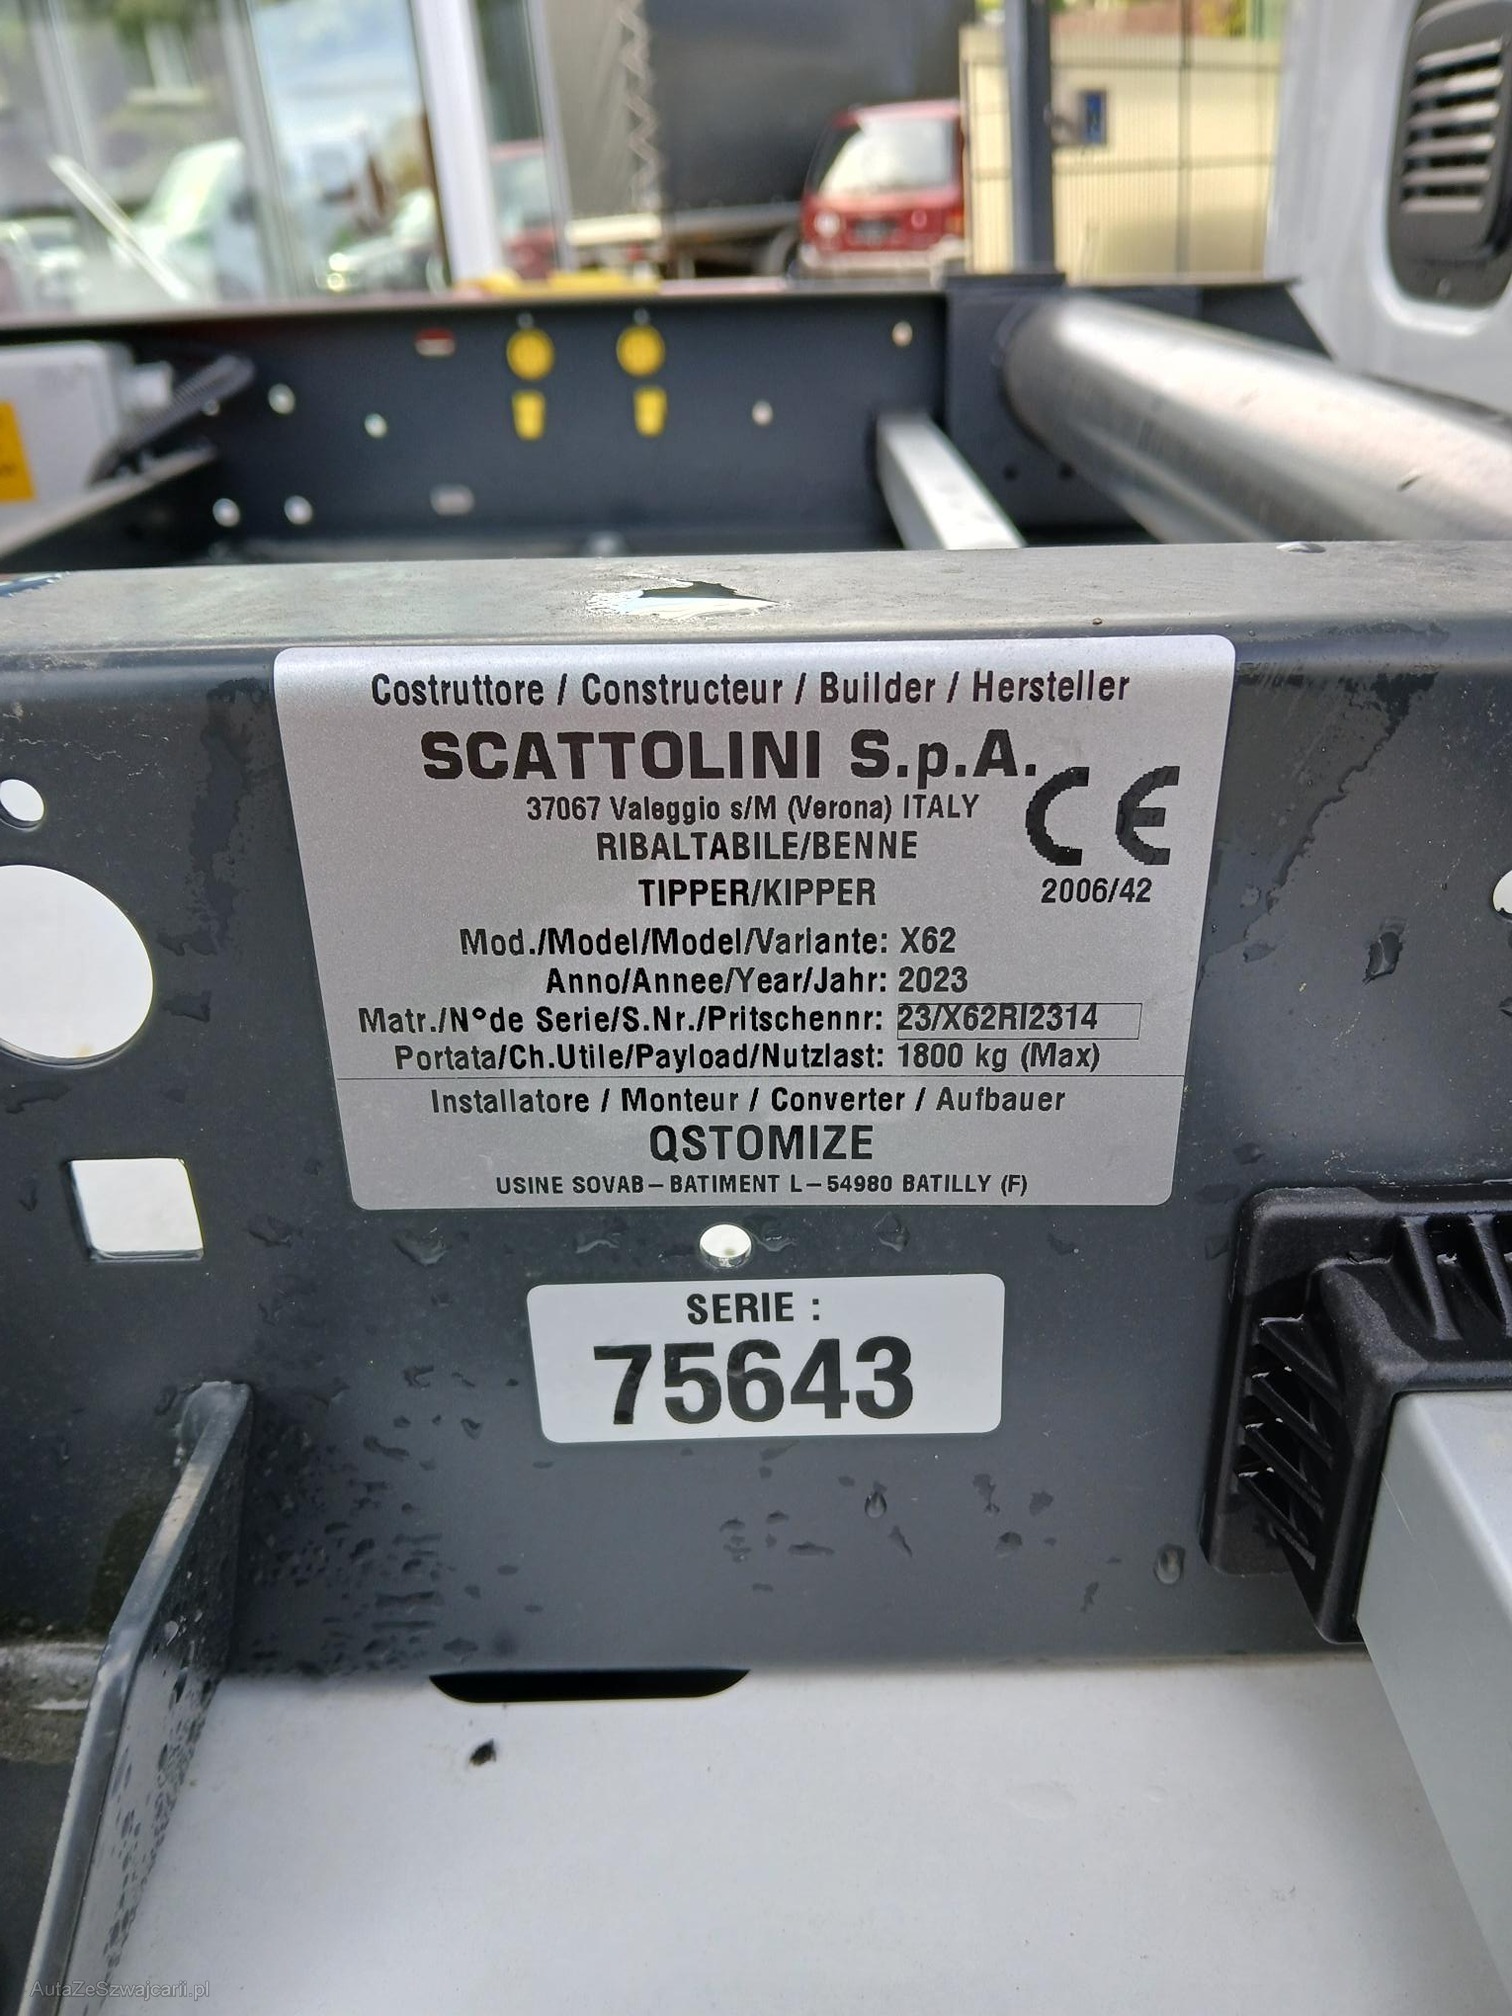 Costruttore / Constructeur / Builder / Hersteller
SCATTOLINI S.p.A.
37067 Valeggio s/M (Verona) ITALY
RIBALTABILE/BENNE
CE
TIPPER/KIPPER
2006/42
Mod./Model/Model/Variante: X62
Anno/Annee/Year/Jahr: 2023
Matr./N°de Serie/S.Nr./Pritschennr: 23/X62RI2314
Portata/Ch.Utile/Payload/Nutzlast: 1800 kg (Max)
Installatore / Monteur / Converter / Aufbauer
QSTOMIZE
USINE SOVAB – BATIMENT L – 54980 BATILLY (F)
SERIE :
75643
AutaZeSzwajcarii.pl